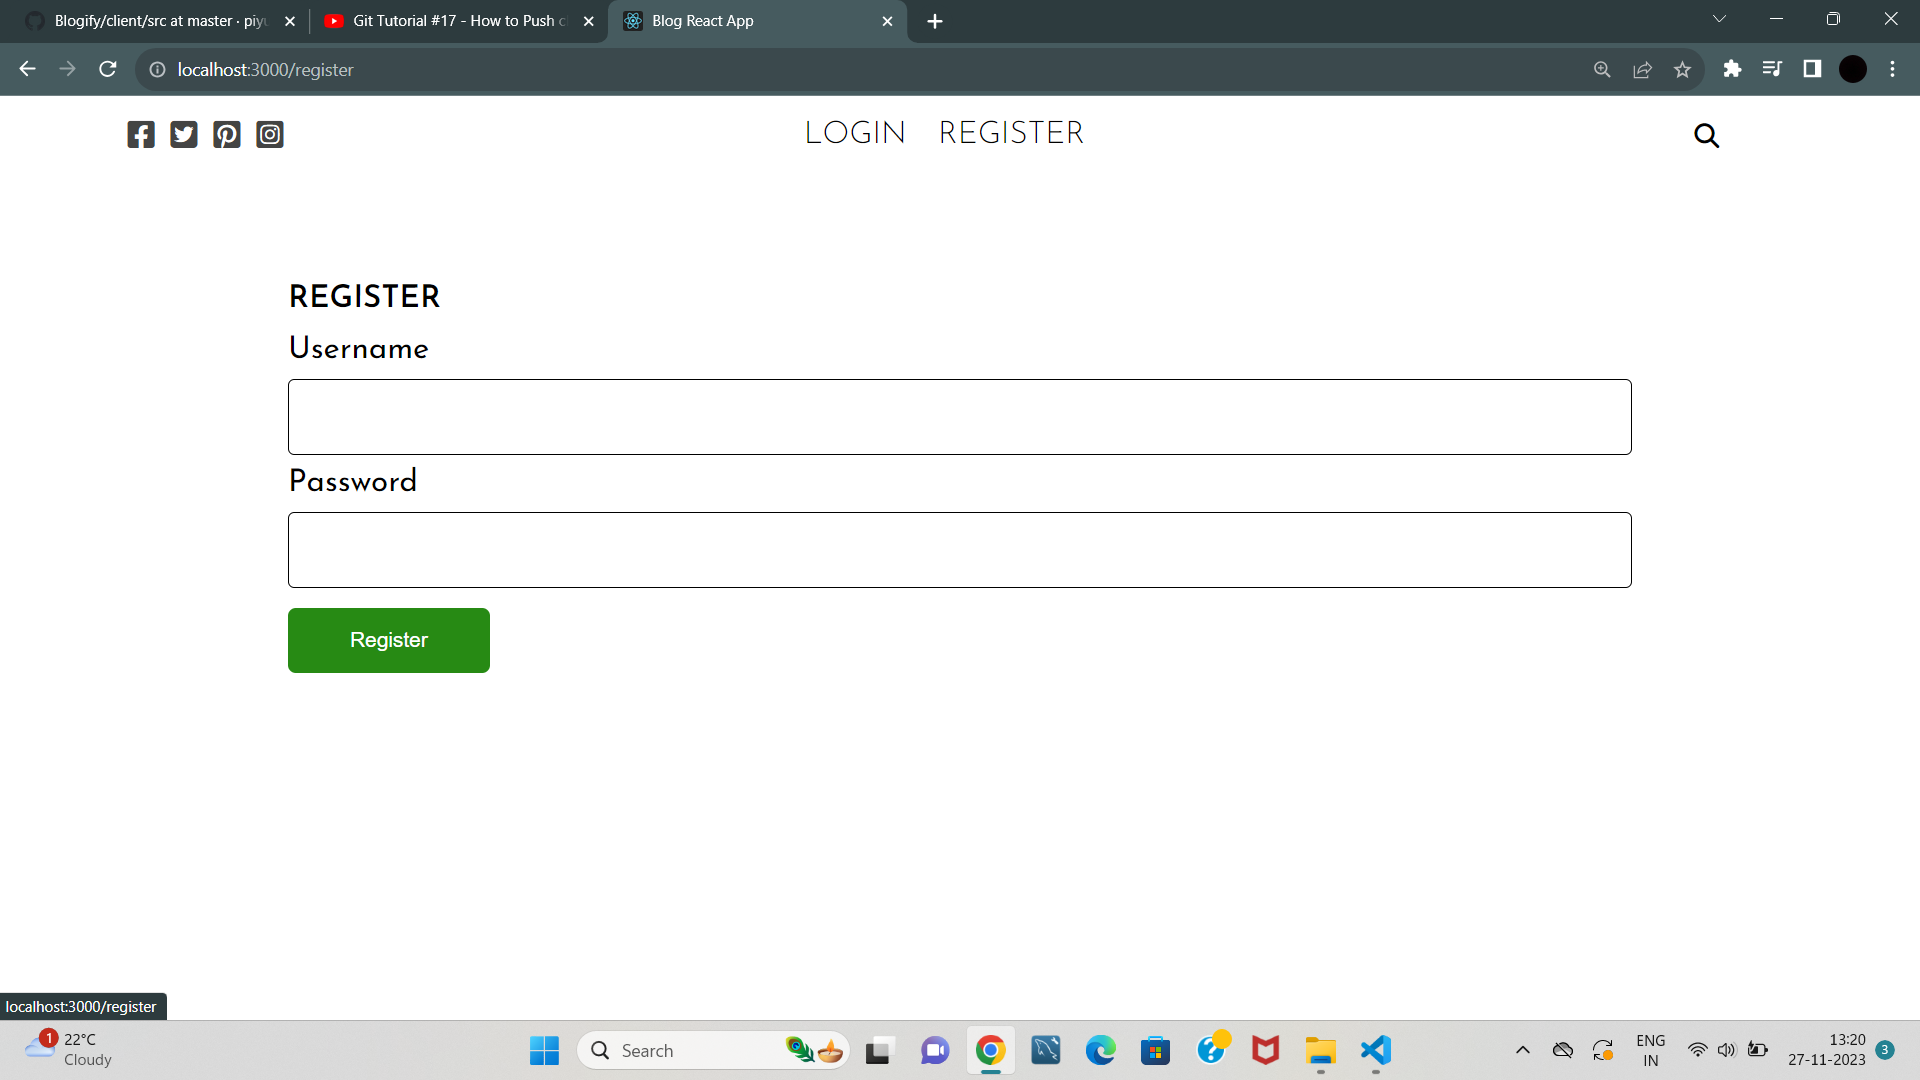 Blogify/client/src at master · piyu
Git Tutorial #17 - How to Push c
Blog React App
localhost:3000/register
LOGIN REGISTER
REGISTER
Username
Password
Register
localhost:3000/register
1
22°C
Cloudy
Search
ENG
IN
13:20
27-11-2023
3